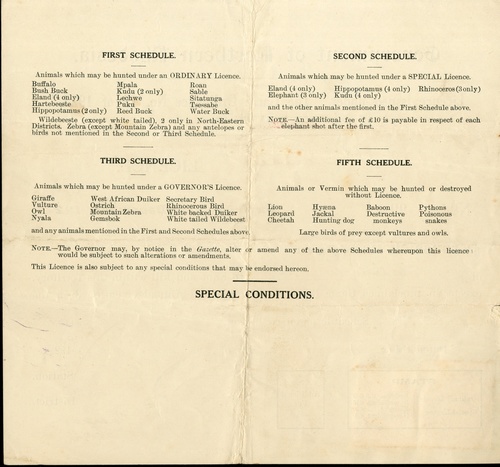 FIRST SCHEDULE.
Animals which may be hunted under an ORDINARY Licence.
Buffalo Mpala Roan
Bush Buck Kudu (2 only) Sable
Eland (4 only) Lechwe Sitatunga
Hartebeeste Puku Tsessabe
Hippopotamus (2 only) Reed Buck Water Buck
Wildebeeste (except white tailed), 2 only in North-Eastern
Districts. Zebra (except Mountain Zebra) and any antelopes or
birds not mentioned in the Second or Third Schedule.
SECOND SCHEDULE.
Animals which may be hunted under a SPECIAL Licence.
Eland (4 only) Hippopotamus (4 only) Rhinoceros (3 only)
Elephant (3 only) Kudu (4 only)
and the other animals mentioned in the First Schedule above.
NOTE.—An additional fee of £10 is payable in respect of each
elephant shot after the first.
THIRD SCHEDULE.
Animals which may be hunted under a GOVERNOR'S Licence.
Giraffe West African Duiker Secretary Bird
Vulture Ostrich Rhinocerous Bird
Owl Mountain Zebra White backed Duiker
Nyala Gemsbok White tailed Wildebeest
and any animals mentioned in the First and Second Schedules above
FIFTH SCHEDULE.
Animals or Vermin which may be hunted or destroyed
without Licence.
Lion Hyæna Baboon Pythons
Leopard Jackal Destructive Poisonous
Cheetah Hunting dog monkeys snakes
Large birds of prey except vultures and owls.
NOTE.—The Governor may, by notice in the Gazette, alter or amend any of the above Schedules whereupon this licence
would be subject to such alterations or amendments.
This Licence is also subject to any special conditions that may be endorsed hereon.
SPECIAL CONDITIONS.